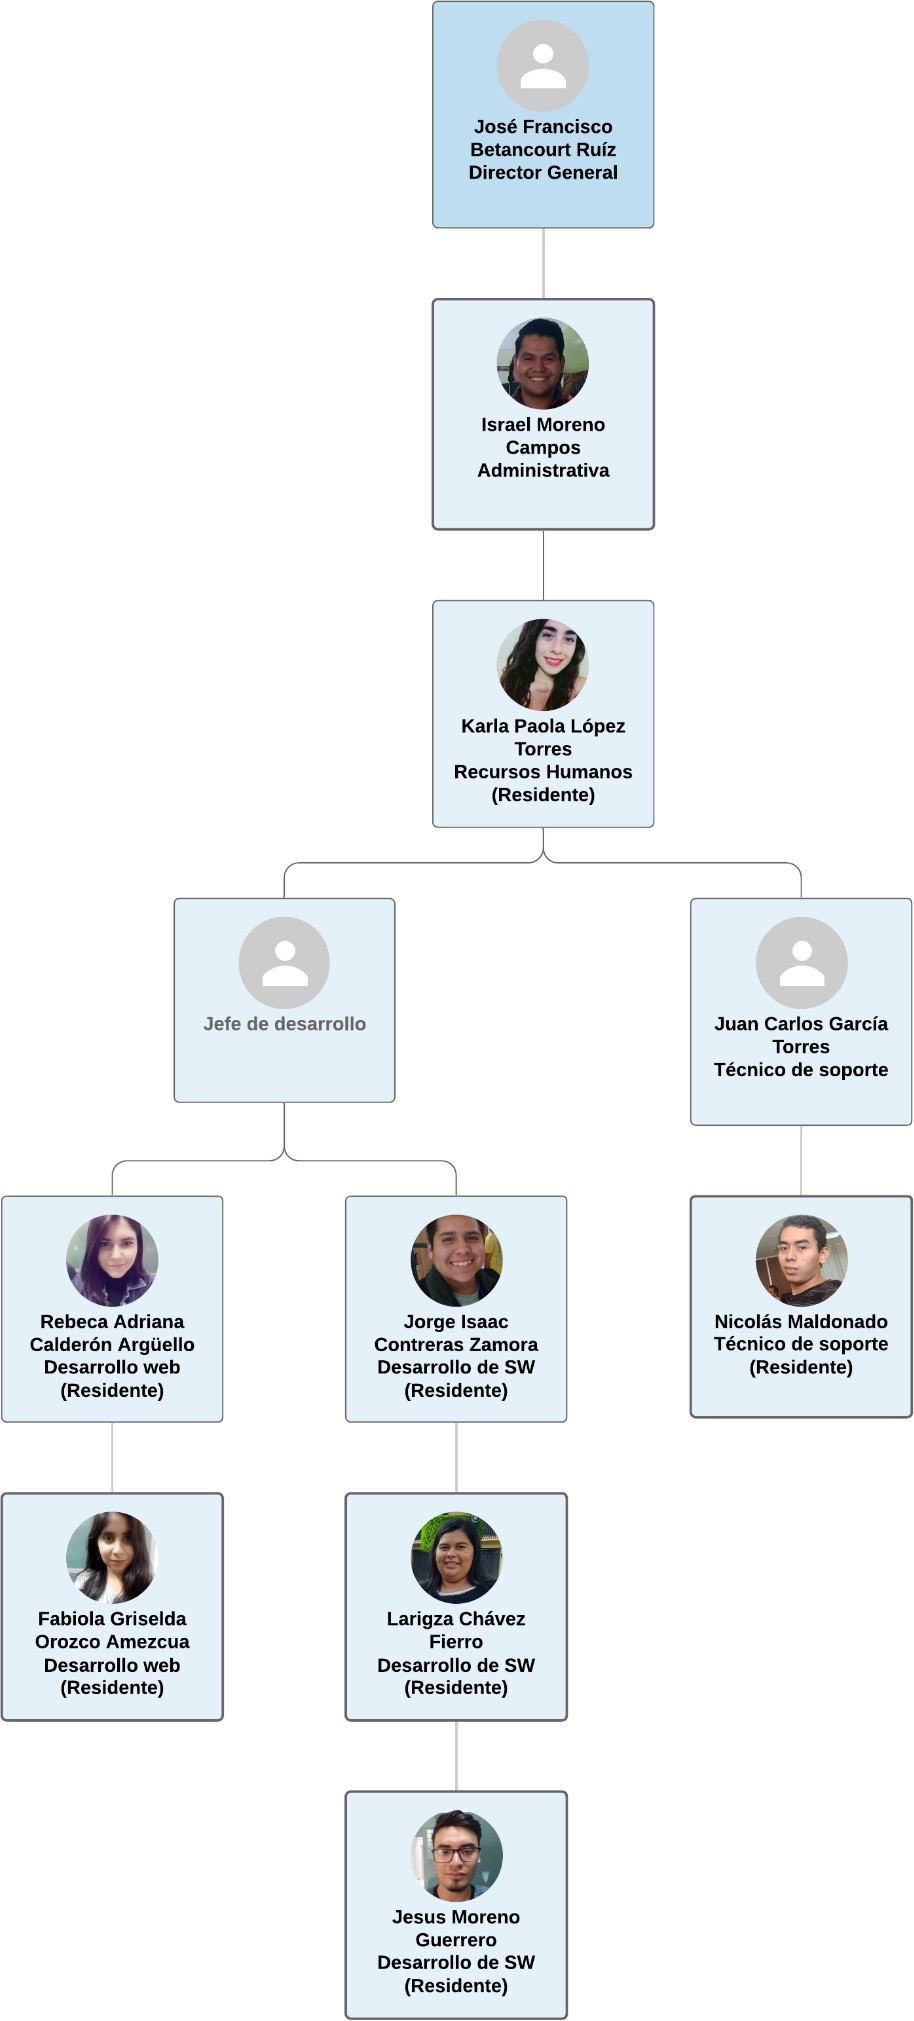 José Francisco
Betancourt Ruíz
Director General
Israel Moreno
Campos
Administrativa
Karla Paola López
Torres
Recursos Humanos
(Residente)
Jefe de desarrollo
Juan Carlos García
Torres
Técnico de soporte
Rebeca Adriana
Calderón Argüello
Desarrollo web
(Residente)
Jorge Isaac
Contreras Zamora
Desarrollo de SW
(Residente)
Nicolás Maldonado
Técnico de soporte
(Residente)
Fabiola Griselda
Orozco Amezcua
Desarrollo web
(Residente)
Larigza Chávez
Fierro
Desarrollo de SW
(Residente)
Jesus Moreno
Guerrero
Desarrollo de SW
(Residente)